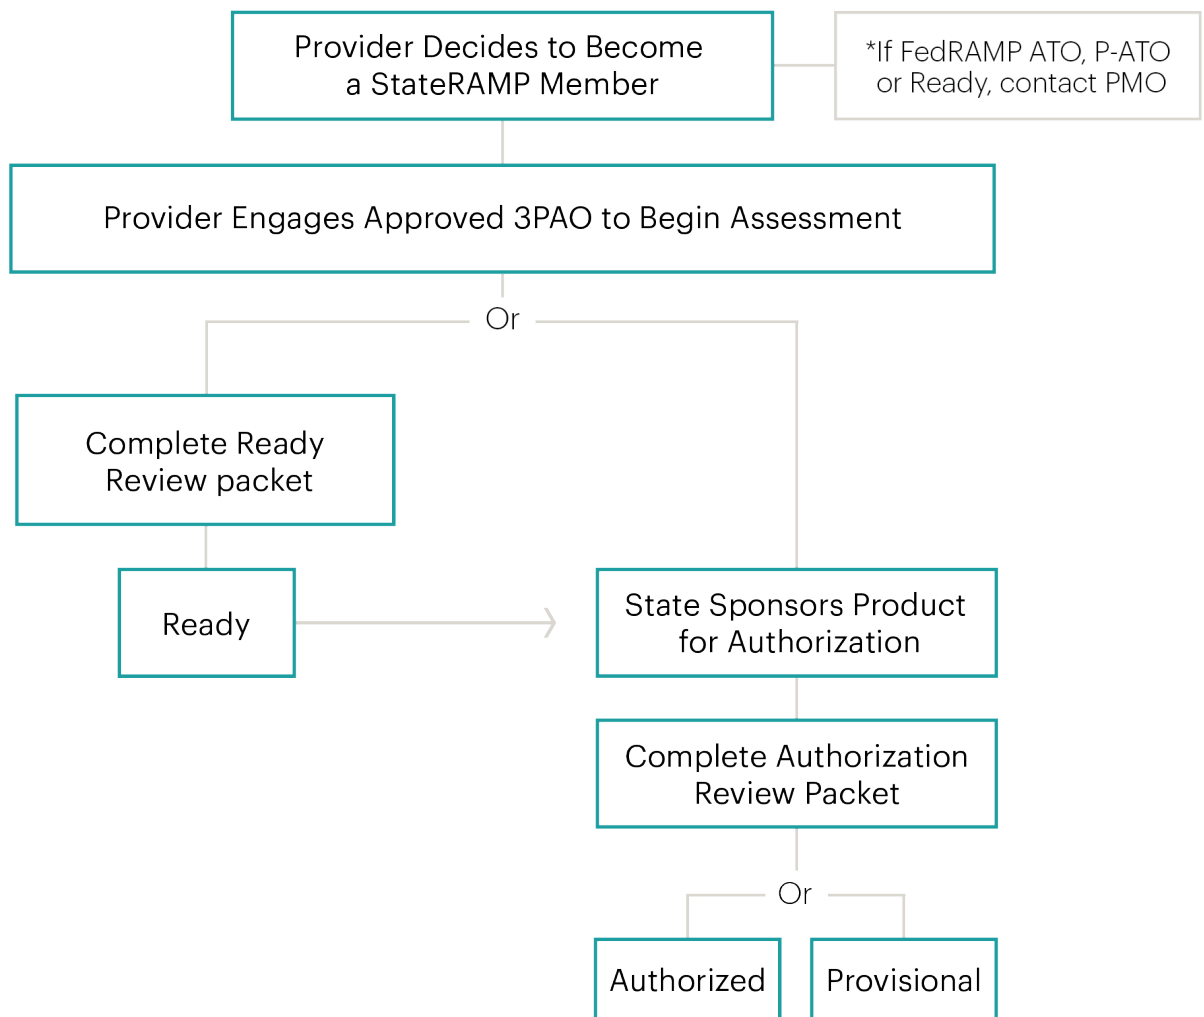 Provider Decides to Become
a StateRAMP Member
*If FedRAMP ATO, P-ATO
or Ready, contact PMO
Provider Engages Approved 3PAO to Begin Assessment
Or
Complete Ready
Review packet
Ready
State Sponsors Product
for Authorization
Complete Authorization
Review Packet
Or
Authorized
Provisional